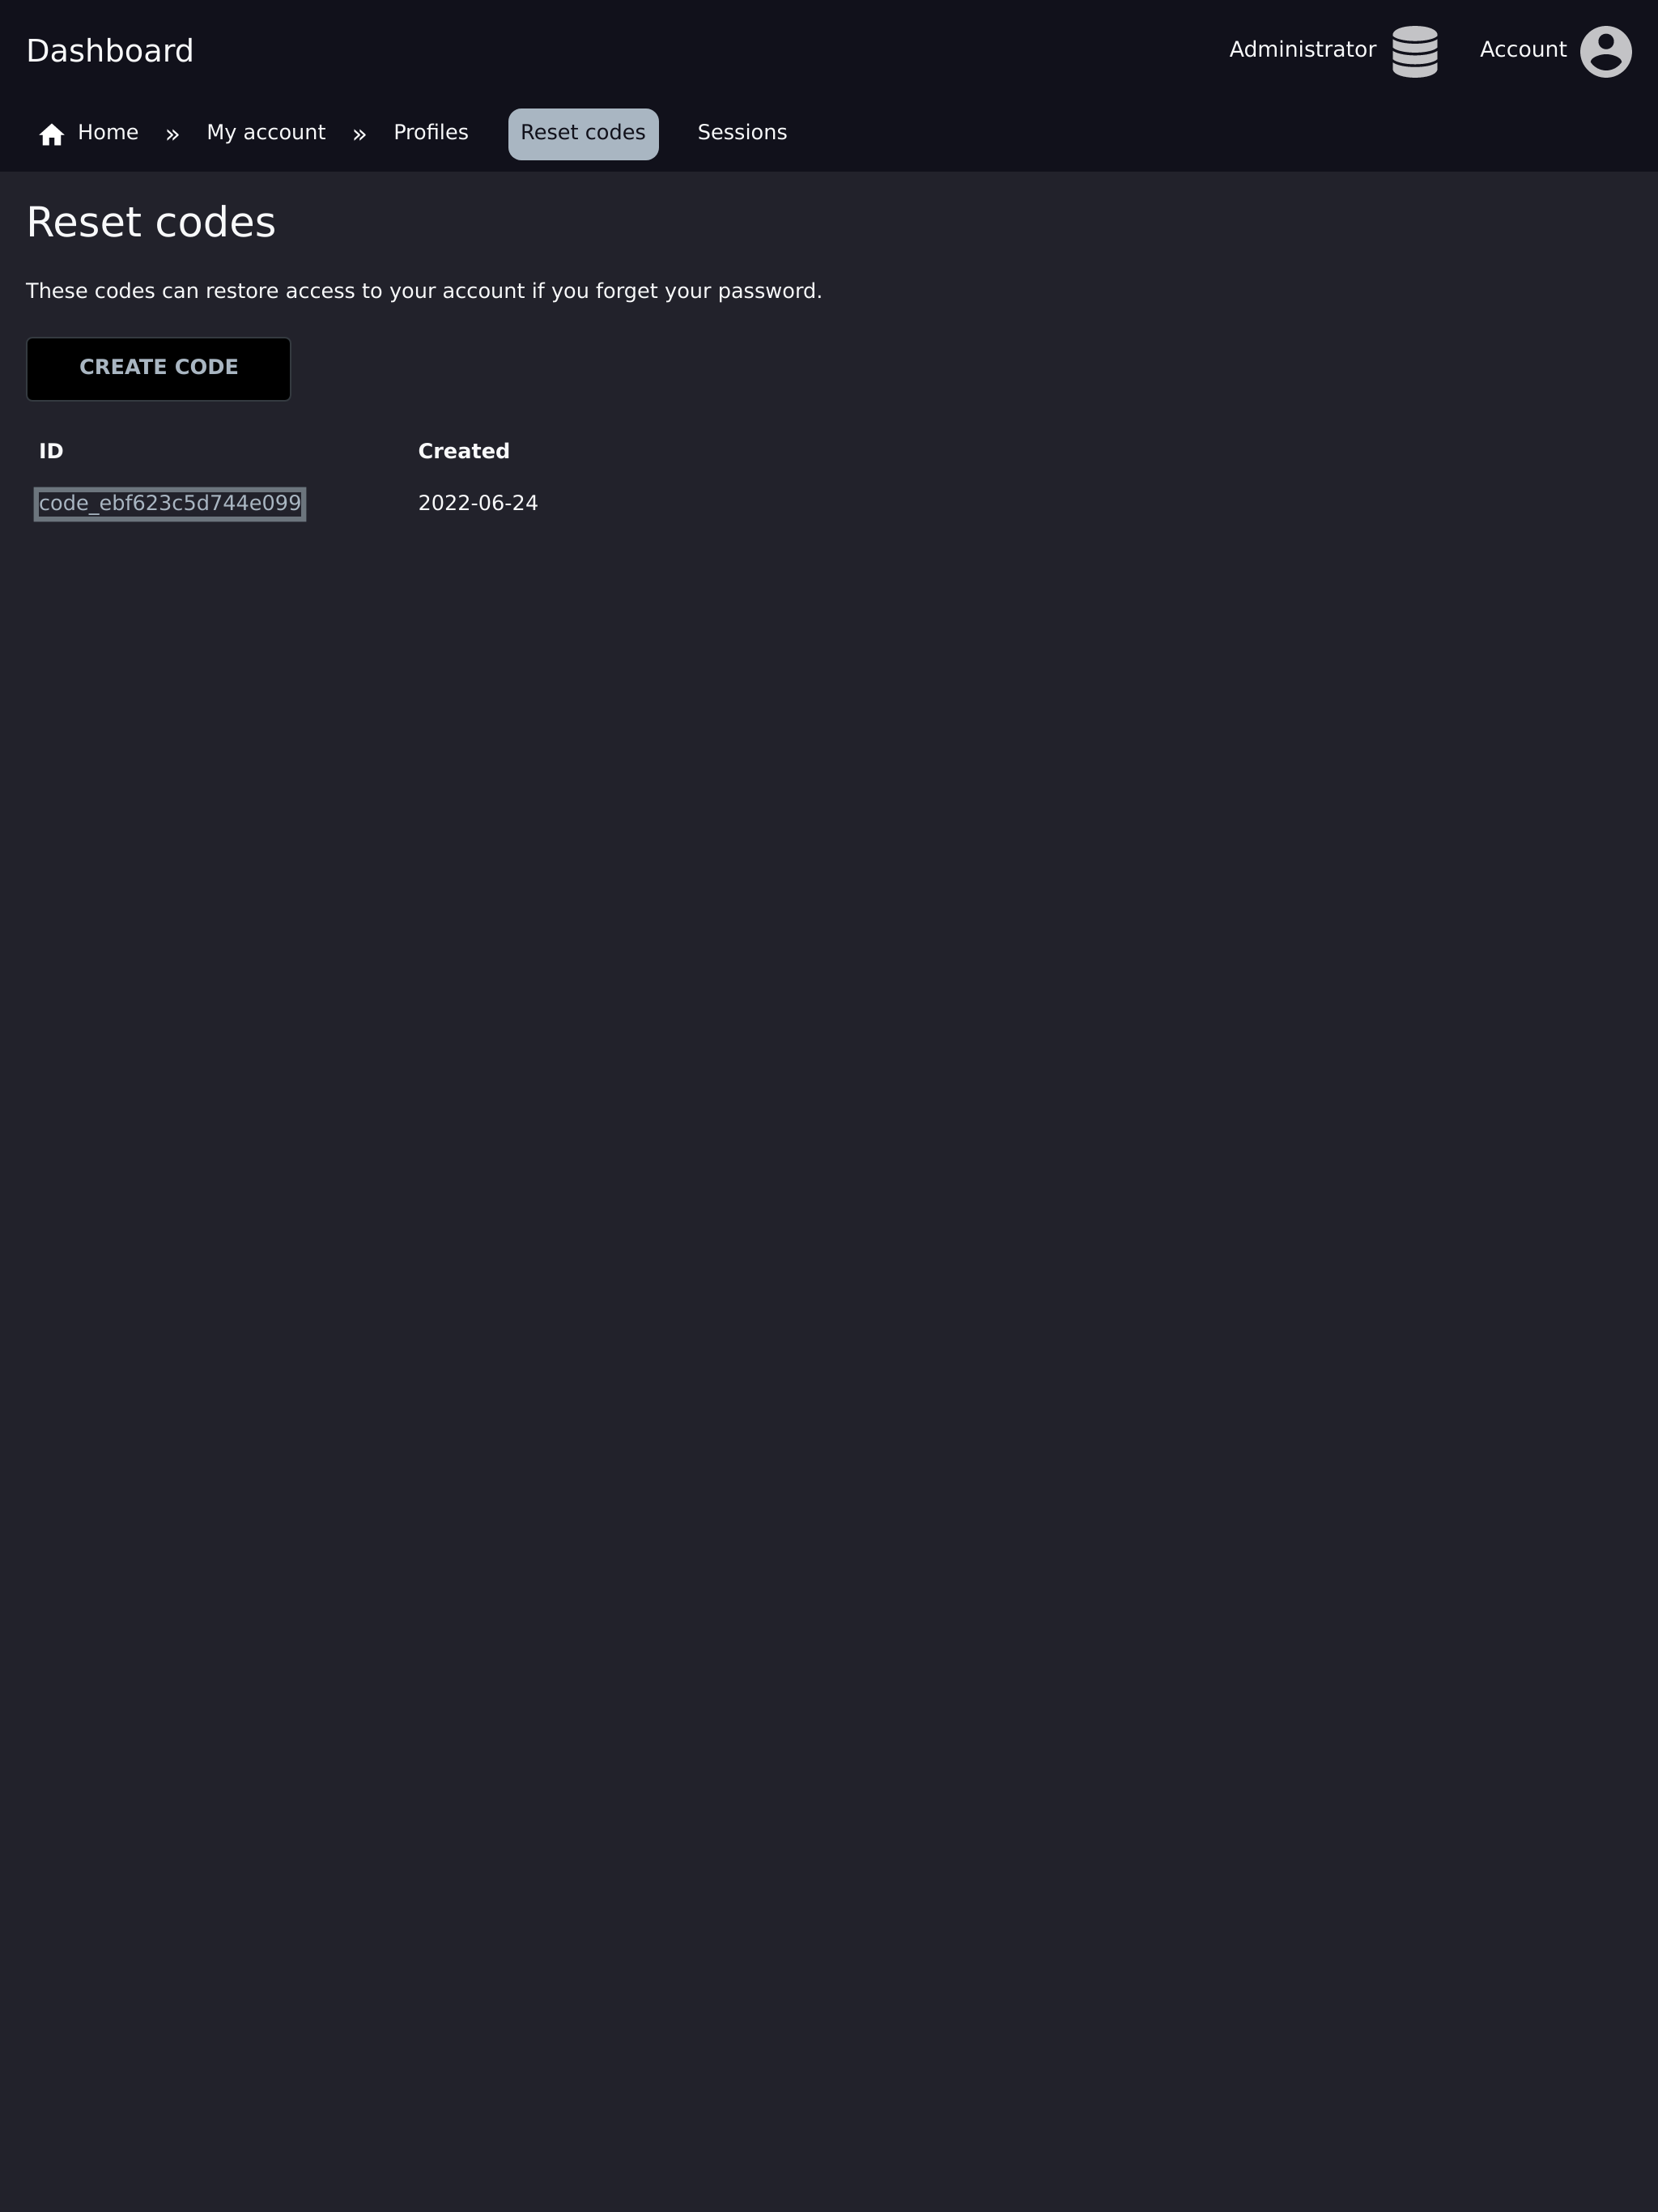 Dashboard
Administrator
Account
Home » My account » Profiles Reset codes Sessions
Reset codes
These codes can restore access to your account if you forget your password.
CREATE CODE
ID Created
code_ebf623c5d744e099 2022-06-24